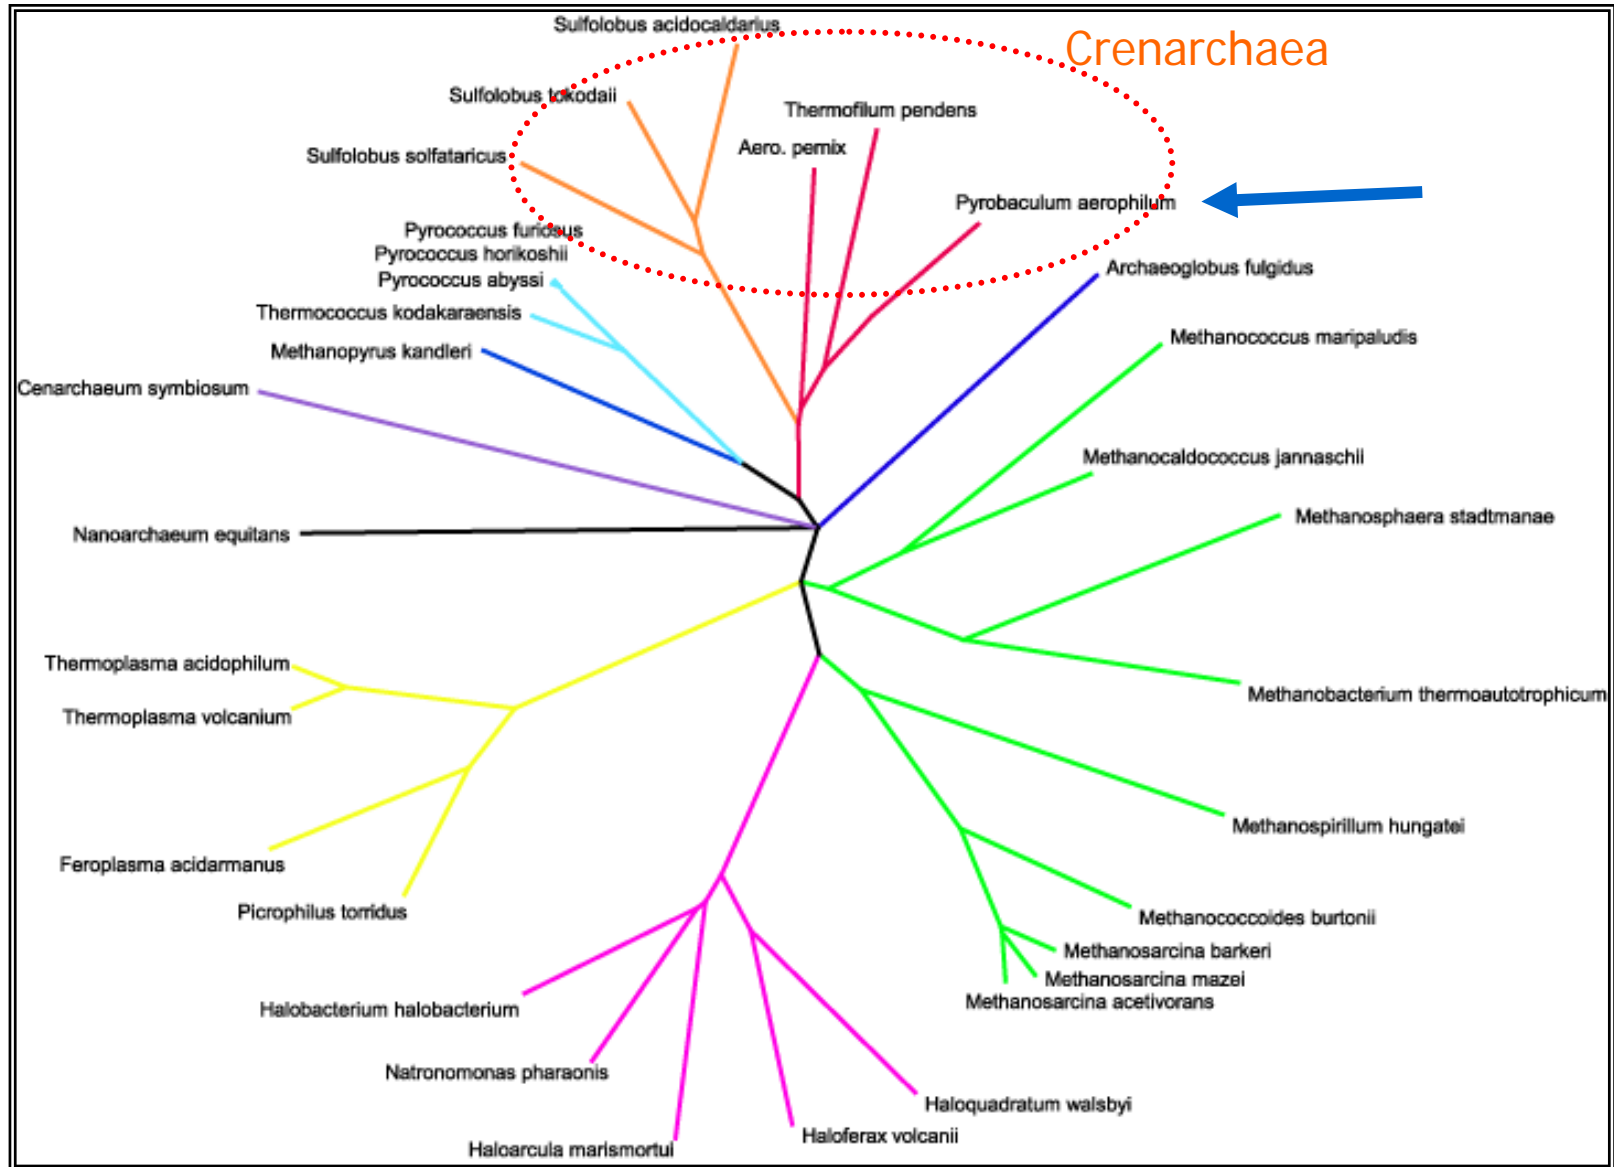 Sulfolobus acidocaldarius
Crenarchaea
Sulfolobus tokodaii
Thermofilum pendens
Aero. pernix
Sulfolobus solfataricus
Pyrobaculum aerophilum
Pyrococcus furiosus
Pyrococcus horikoshii
Archaeoglobus fulgidus
Pyrococcus abyssi
Thermococcus kodakaraensis
Methanococcus maripaludis
Methanopyrus kandleri
Cenarchaeum symbiosum
Methanocaldococcus jannaschii
Methanosphaera stadtmanae
Nanoarchaeum equitans
Thermoplasma acidophilum
Methanobacterium thermoautotrophicum
Thermoplasma volcanium
Methanospirillum hungatei
Feroplasma acidarmanus
Picrophilus torridus
Methanococcoides burtonii
Methanosarcina barkeri
Methanosarcina mazei
Methanosarcina acetivorans
Halobacterium halobacterium
Natronomonas pharaonis
Haloquadratum walsbyi
Haloferax volcanii
Haloarcula marismortui